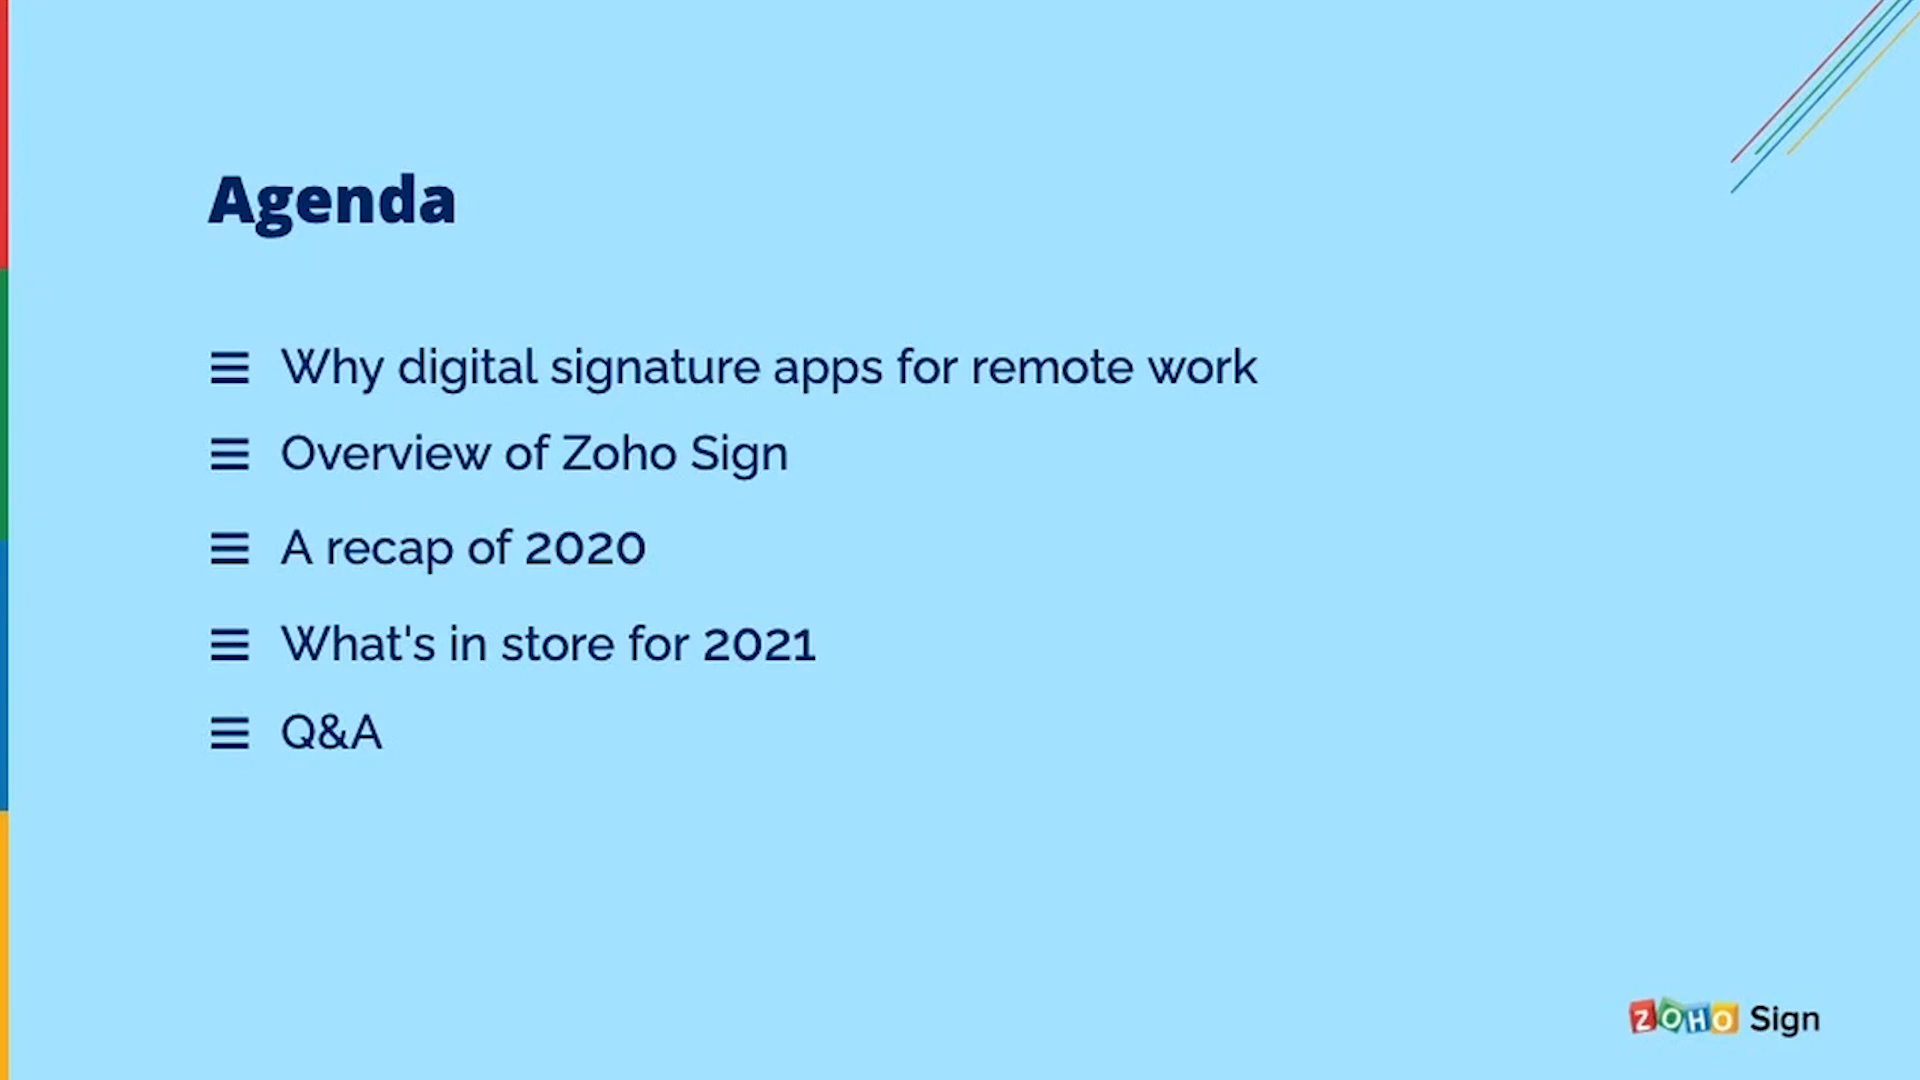 Agenda
Why digital signature apps for remote work
Overview of Zoho Sign
A recap of 2020
What's in store for 2021
Q&A
ZOHO Sign